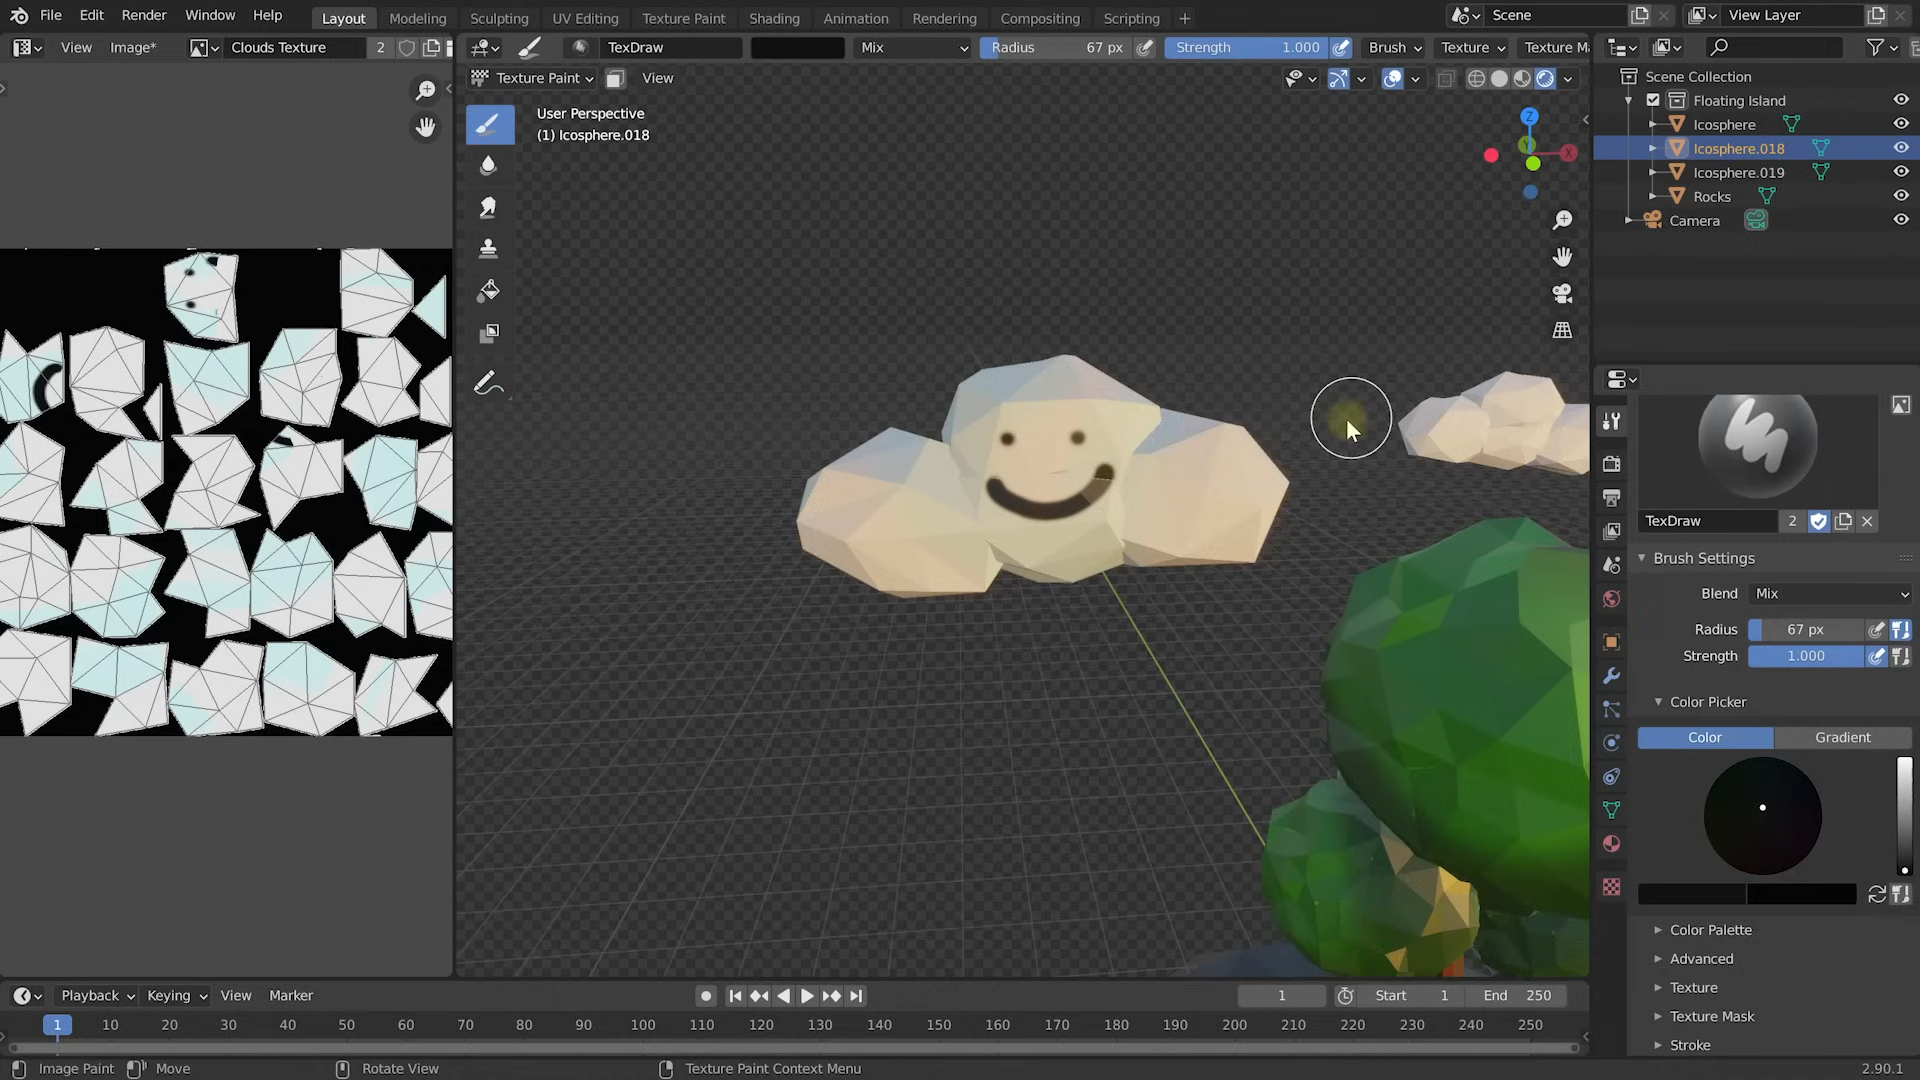 File Edit Render Window Help Layout Modeling Sculpting UV Editing Texture Paint Shading Animation Rendering Compositing Scripting + Scene View Layer
View Image* Clouds Texture 2 TexDraw Mix Radius 67 px Strength 1.000 Brush Texture Texture M
Texture Paint View
User Perspective
(1) Icosphere.018
Z
X
Scene Collection
Floating Island
Icosphere
Icosphere.018
Icosphere.019
Rocks
Camera
TexDraw 2
Brush Settings
Blend Mix
Radius 67 px
Strength 1.000
Color Picker
Color Gradient
Color Palette
Advanced
Texture
Texture Mask
Stroke
Playback Keying View Marker 1 Start 1 End 250
1 10 20 30 40 50 60 70 80 90 100 110 120 130 140 150 160 170 180 190 200 210 220 230 240 250
Image Paint Move Rotate View Texture Paint Context Menu 2.90.1